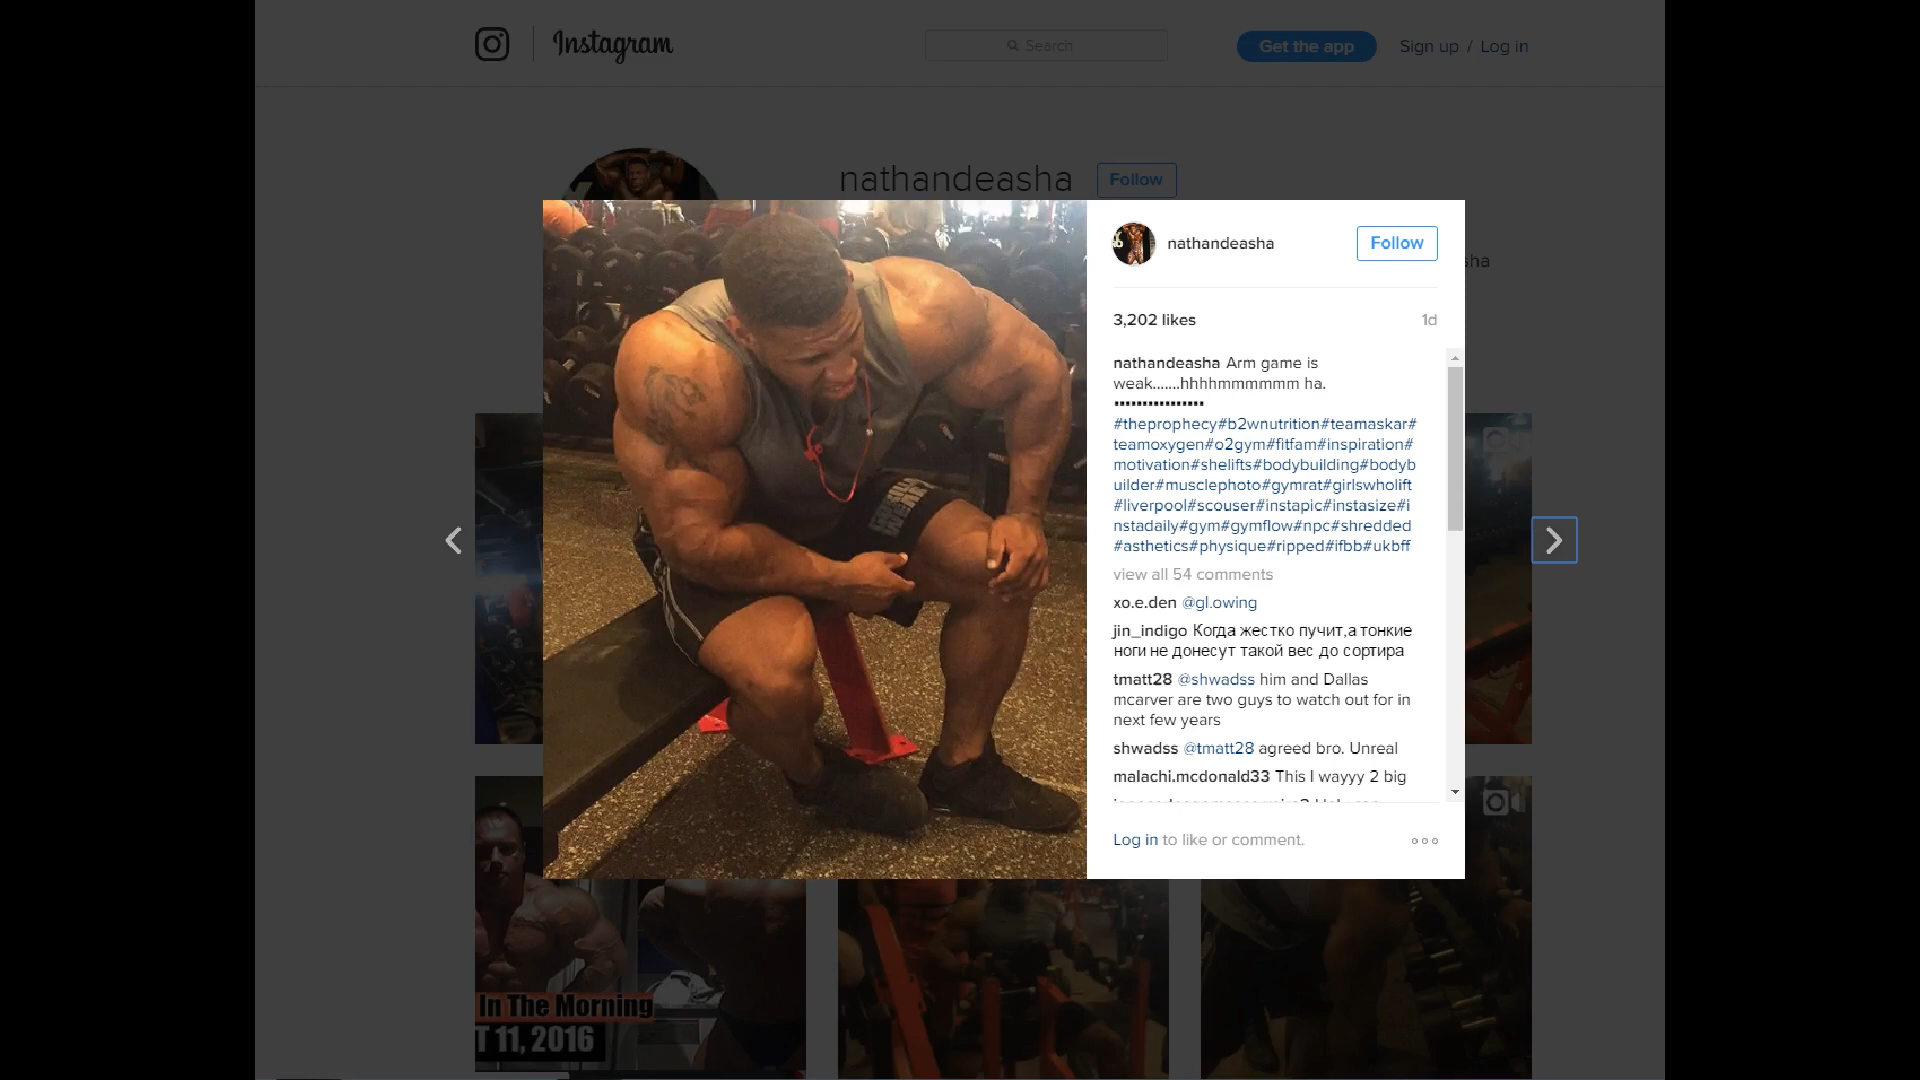 Instagram
Search
Get the app
Sign up / Log in
nathandeasha
Follow
nathandeasha
Follow
sha
3,202 likes
1d
nathandeasha Arm game is
weak.......hhhhmmmmmm ha.
▪▪▪▪▪▪▪▪▪▪▪▪▪▪▪▪
#theprophecy#b2wnutrition#teamaskar#
teamoxygen#o2gym#fitfam#inspiration#
motivation#shelifts#bodybuilding#bodyb
uilder#musclephoto#gymrat#girlswholift
#liverpool#scouser#instapic#instasize#i
nstadaily#gym#gymflow#npc#shredded
#asthetics#physique#ripped#ifbb#ukbff
view all 54 comments
xo.e.den @gl.owing
jin_indigo Когда жестко пучит,а тонкие
ноги не донесут такой вес до сортира
tmatt28 @shwadss him and Dallas
mcarver are two guys to watch out for in
next few years
shwadss @tmatt28 agreed bro. Unreal
malachi.mcdonald33 This I wayyy 2 big
Log in to like or comment.
In The Morning
T 11, 2016